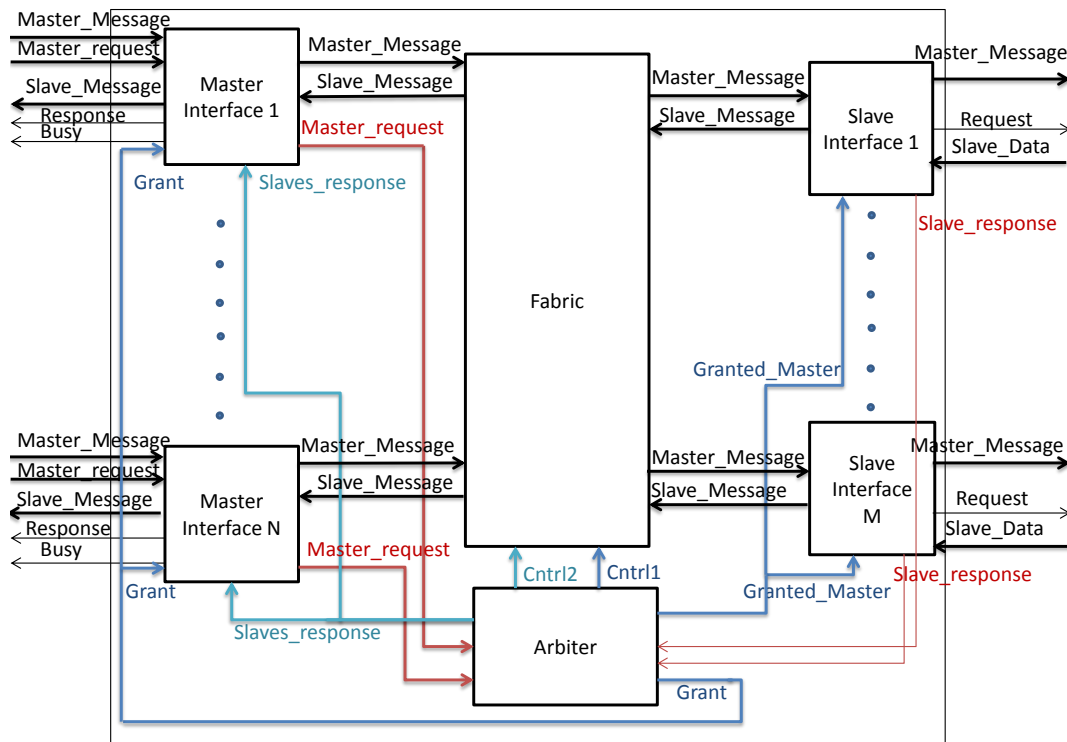 Master_Message
Master_request
Slave_Message
Response
Busy
Grant
Master
Interface 1
Master_Message
Slave_Message
Master_request
Slaves_response
Fabric
Master_Message
Slave_Message
Slave
Interface 1
Master_Message
Request
Slave_Data
Slave_response
Granted_Master
Master_Message
Master_request
Slave_Message
Response
Busy
Grant
Master
Interface N
Master_Message
Slave_Message
Master_request
Slaves_response
Cntrl2
Cntrl1
Arbiter
Grant
Master_Message
Slave_Message
Slave
Interface
M
Master_Message
Request
Slave_Data
Slave_response
Granted_Master